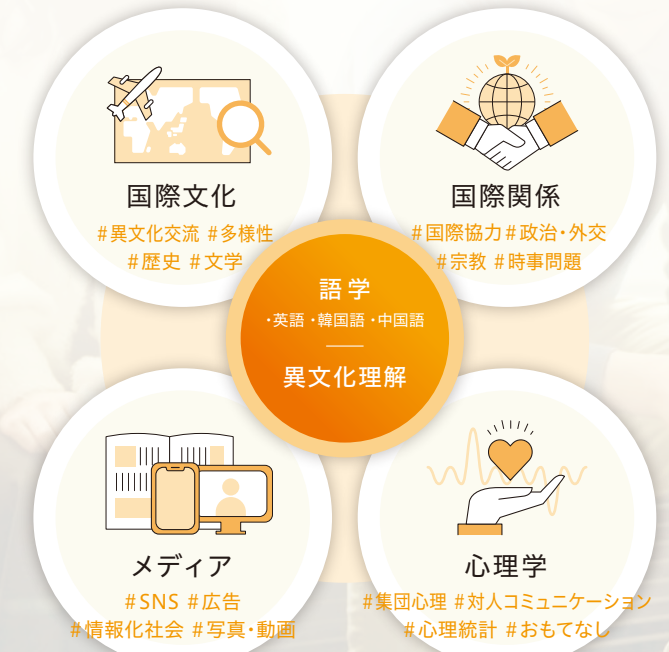 国際文化
#異文化交流 #多様性
#歴史 #文学
国際関係
#国際協力 #政治・外交
#宗教 #時事問題
語学
・英語 ・韓国語 ・中国語
異文化理解
メディア
#SNS #広告
#情報化社会 #写真・動画
心理学
#集団心理 #対人コミュニケーション
#心理統計 #おもてなし